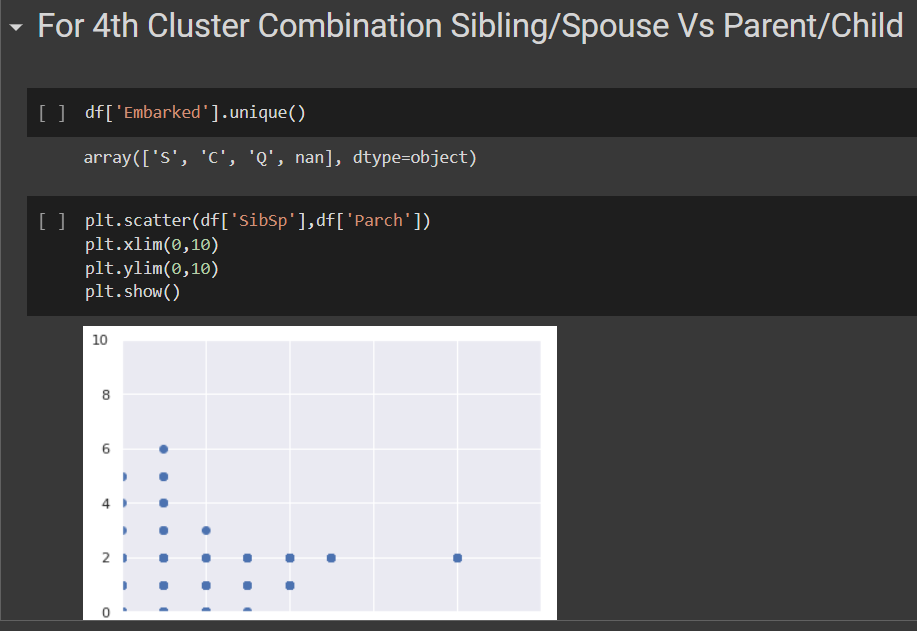 For 4th Cluster Combination Sibling/Spouse Vs Parent/Child
[ ] df['Embarked'].unique()
array(['S', 'C', 'Q', nan], dtype=object)
[ ] plt.scatter(df['SibSp'],df['Parch'])
plt.xlim(0,10)
plt.ylim(0,10)
plt.show()
10
8
6
4
2
0